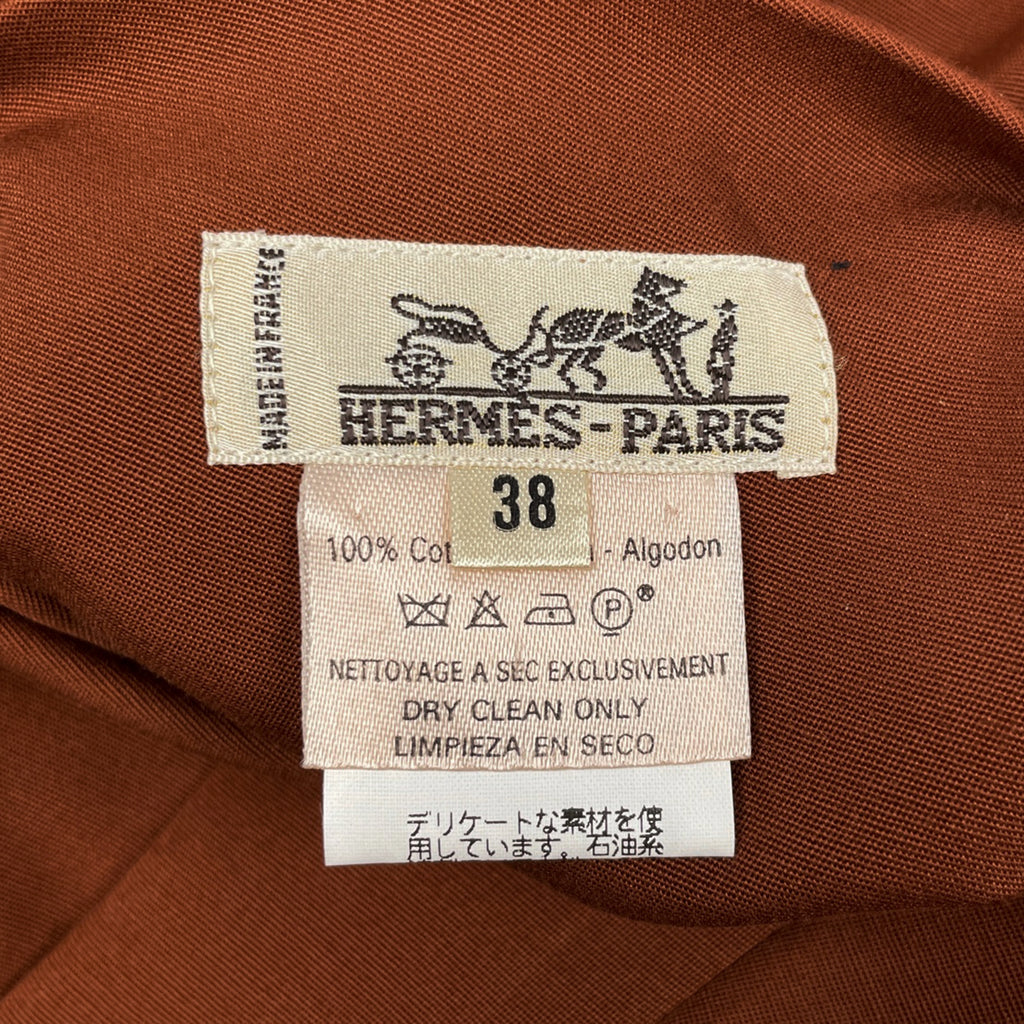 MADE IN FRANCE
HERMES-PARIS
38
100% - Algodon
P ®
NETTOYAGE A SEC EXCLUSIVEMENT
DRY CLEAN ONLY
LIMPIEZA EN SECO
デリケートな素材を使
用しています。石油系